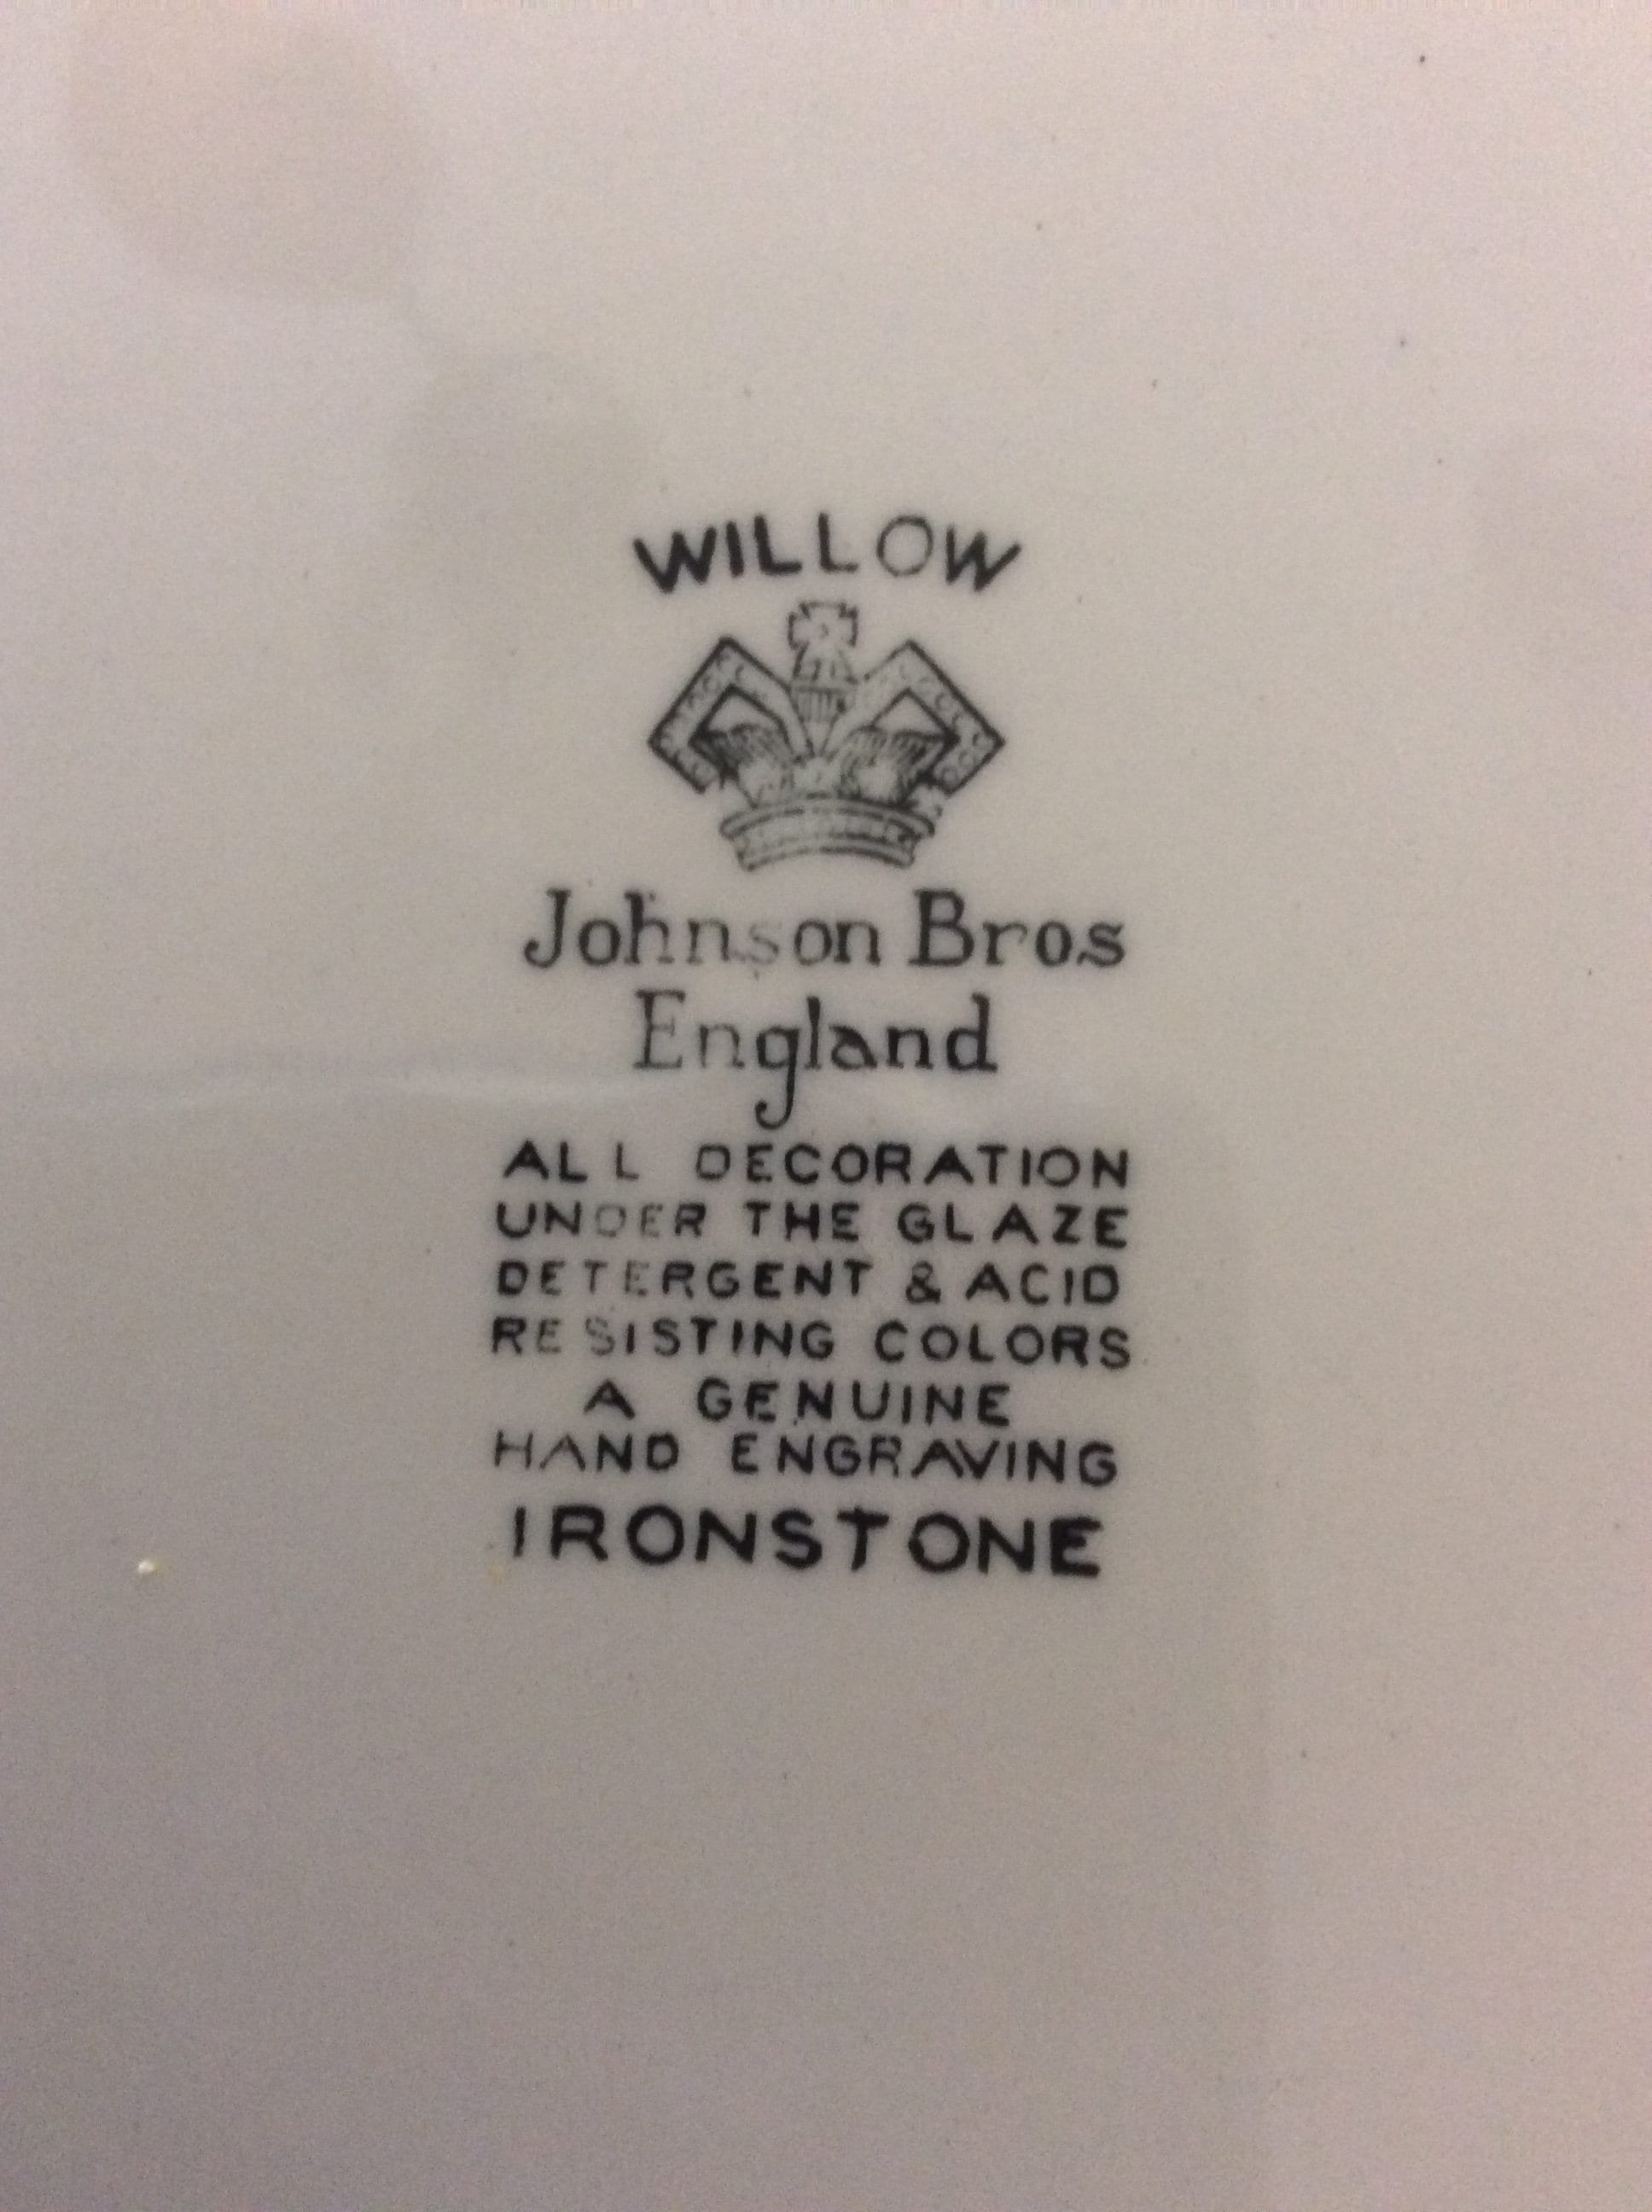 WILLOW
Johnson Bros
England
ALL DECORATION
UNDER THE GLAZE
DETERGENT & ACID
RESISTING COLORS
A GENUINE
HAND ENGRAVING
IRONSTONE